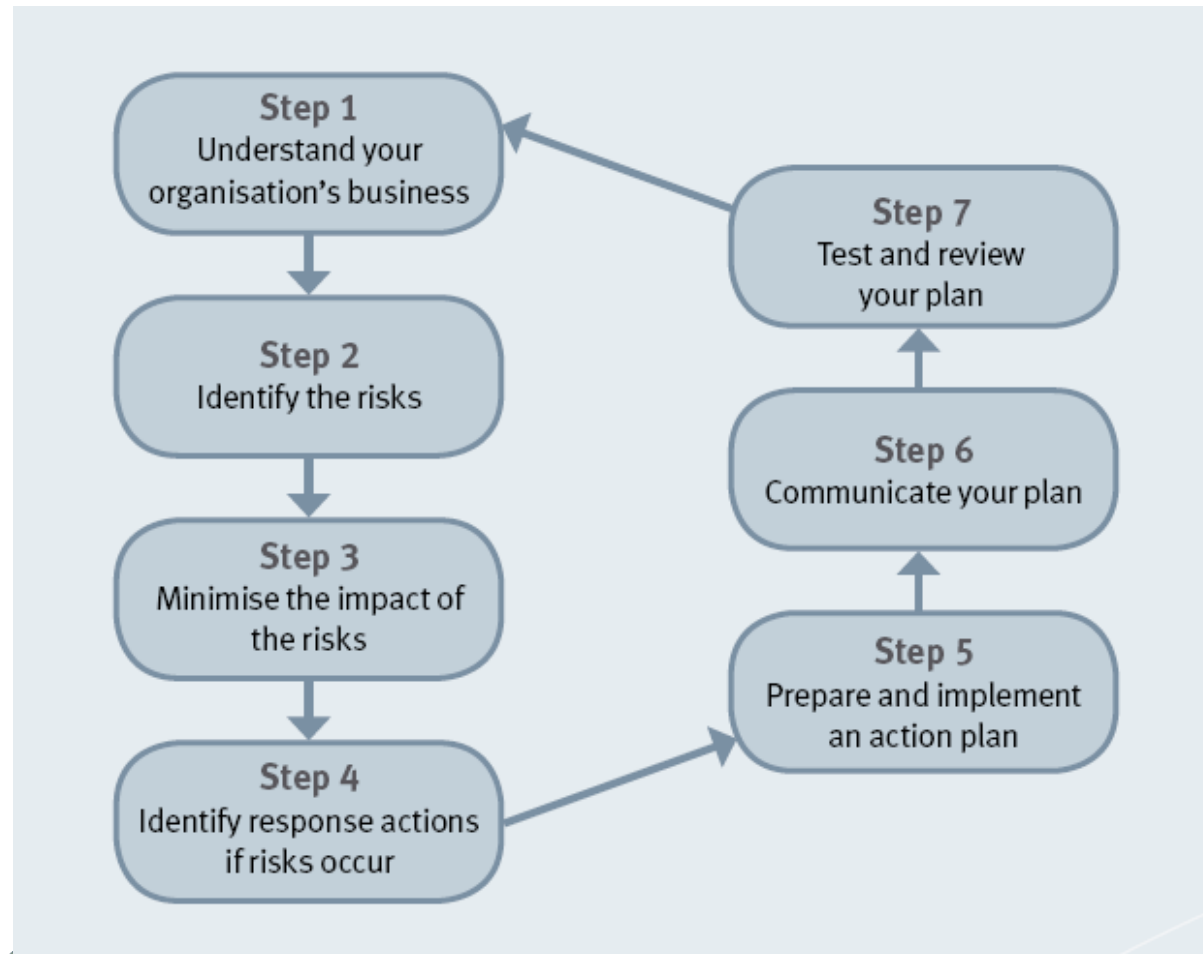 Step 1
Understand your
organisation’s business
Step 2
Identify the risks
Step 3
Minimise the impact of
the risks
Step 4
Identify response actions
if risks occur
Step 5
Prepare and implement
an action plan
Step 6
Communicate your plan
Step 7
Test and review
your plan